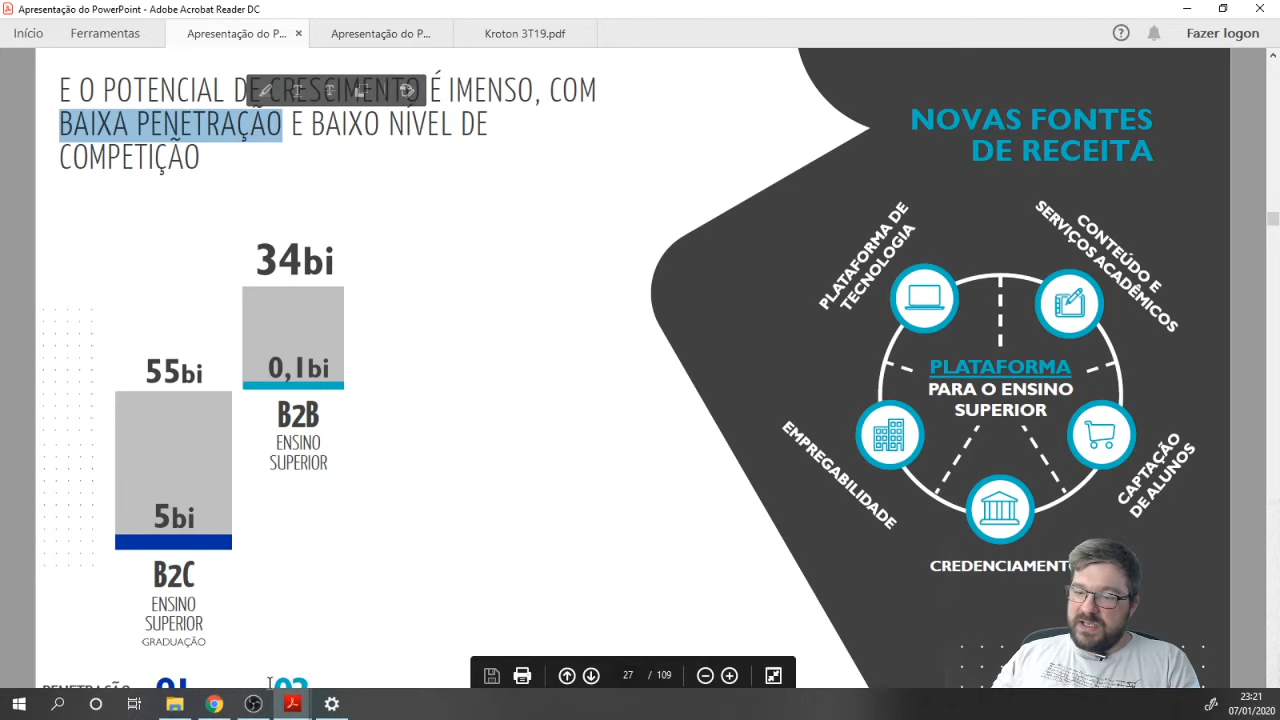 Apresentação do PowerPoint - Adobe Acrobat Reader DC
Início
Ferramentas
Apresentação do P...
Apresentação do P...
Kroton 3T19.pdf
Fazer logon
E O POTENCIAL DE CRESCIMENTO É IMENSO, COM
BAIXA PENETRAÇÃO E BAIXO NÍVEL DE
COMPETIÇÃO
34bi
0,1bi
B2B
ENSINO
SUPERIOR
55bi
5bi
B2C
ENSINO
SUPERIOR
GRADUAÇÃO
PENETRAÇÃO
NOVAS FONTES
DE RECEITA
PLATAFORMA DE
TECNOLOGIA
CONTEÚDO E
SERVIÇOS ACADÊMICOS
PLATAFORMA
PARA O ENSINO
SUPERIOR
EMPREGABILIDADE
CAPTAÇÃO
DE ALUNOS
CREDENCIAMENTO
27 / 109
23:21
07/01/2020